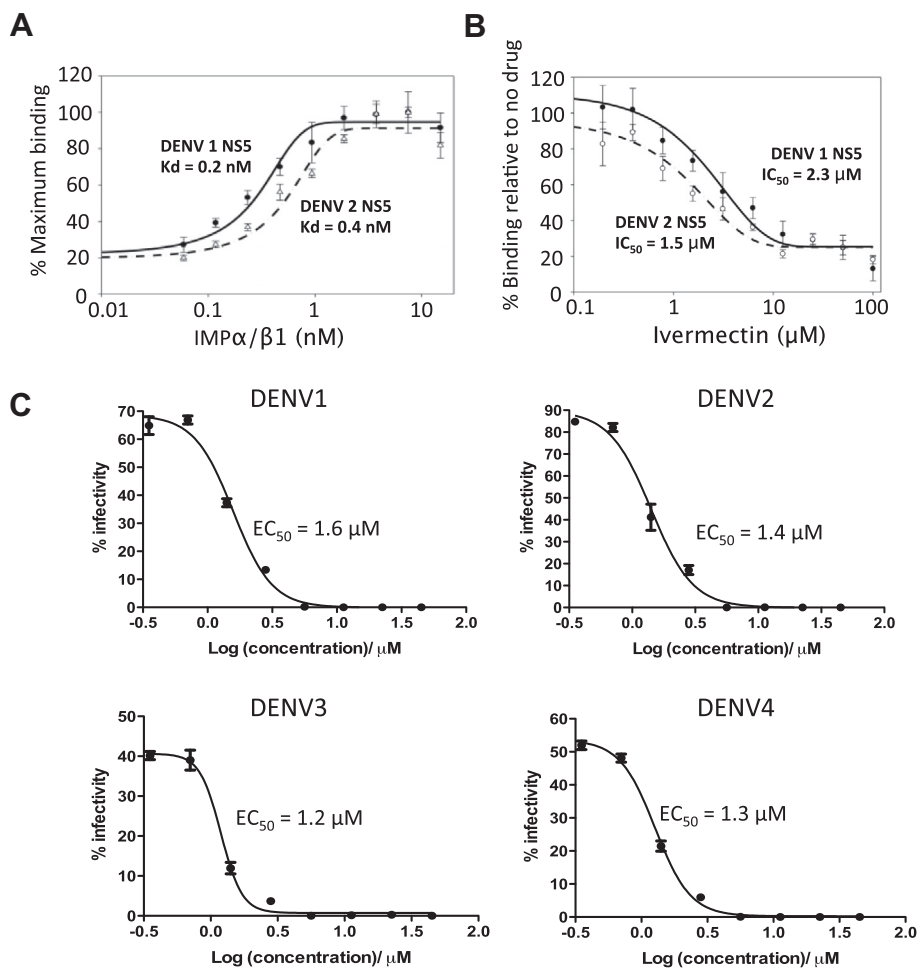 A
% Maximum binding
120
100
80
60
40
20
0
DENV 1 NS5
Kd = 0.2 nM
DENV 2 NS5
Kd = 0.4 nM
0.01
0.1
1
10
IMPα/β1 (nM)
B
% Binding relative to no drug
120
100
80
60
40
20
0
DENV 1 NS5
IC50 = 2.3 µM
DENV 2 NS5
IC50 = 1.5 µM
0.1
1
10
100
Ivermectin (µM)
C
DENV1
% infectivity
70
60
50
40
30
20
10
0
EC50 = 1.6 µM
-0.5
0.0
0.5
1.0
1.5
2.0
Log (concentration)/ µM
DENV2
% infectivity
90
80
70
60
50
40
30
20
10
0
EC50 = 1.4 µM
-0.5
0.0
0.5
1.0
1.5
2.0
Log (concentration)/ µM
DENV3
% infectivity
50
40
30
20
10
0
EC50 = 1.2 µM
-0.5
0.0
0.5
1.0
1.5
2.0
Log (concentration)/ µM
DENV4
% infectivity
60
50
40
30
20
10
0
EC50 = 1.3 µM
-0.5
0.0
0.5
1.0
1.5
2.0
Log (concentration)/ µM